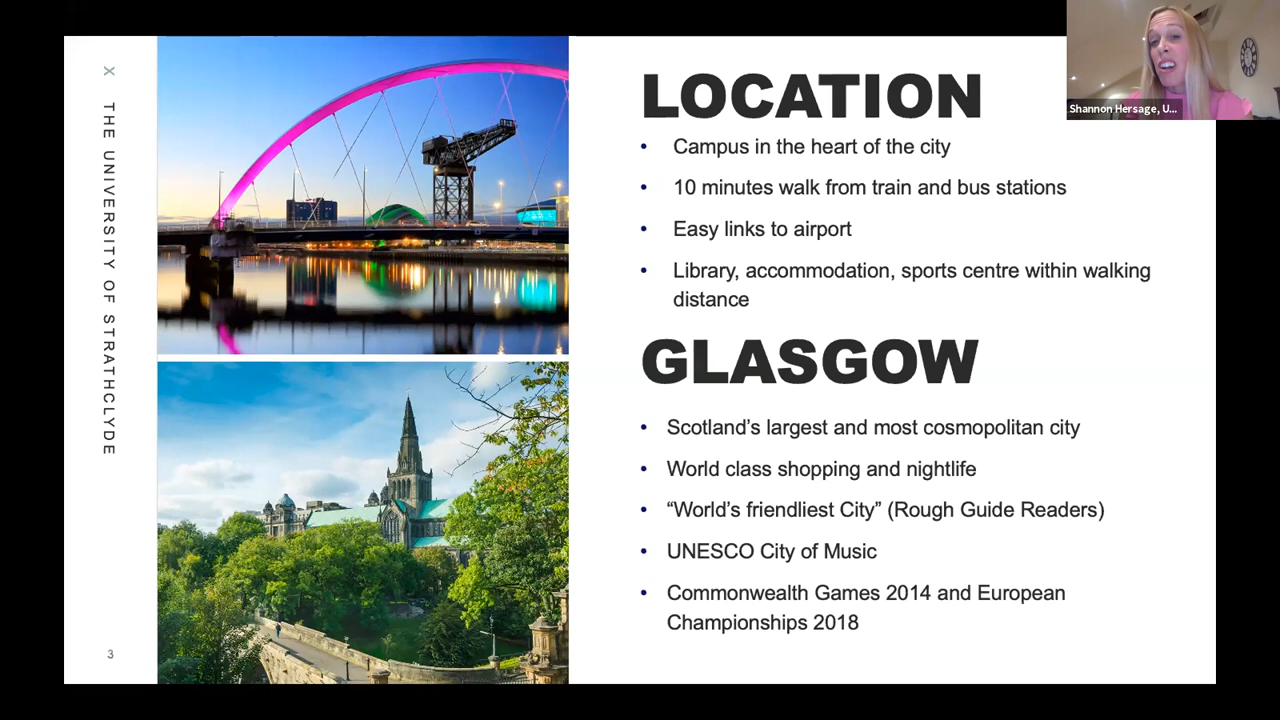 X THE UNIVERSITY OF STRATHCLYDE
3
LOCATION
• Campus in the heart of the city
• 10 minutes walk from train and bus stations
• Easy links to airport
• Library, accommodation, sports centre within walking
distance
GLASGOW
• Scotland’s largest and most cosmopolitan city
• World class shopping and nightlife
• “World’s friendliest City” (Rough Guide Readers)
• UNESCO City of Music
• Commonwealth Games 2014 and European
Championships 2018
Shannon Hersage, U...